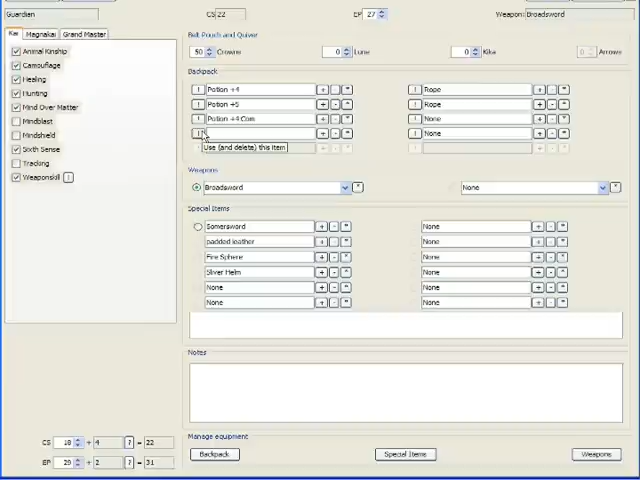 Guardian CS 22 EP 27 Weapon: Broadsword
Kai Magnakai Grand Master
Animal Kinship
Camouflage
Healing
Hunting
Mind Over Matter
Mindblast
Mindshield
Sixth Sense
Tracking
Weaponskill !
CS 18 + 4 ? = 22
EP 29 + 2 ? = 31
Belt Pouch and Quiver
50 Crowns 0 Lune 0 Kika 0 Arrows
Backpack
! Potion +4 + - * ! Rope + - *
! Potion +5 + - * ! Rope + - *
! Potion +4 Com + - * ! None + - *
! + - * ! None + - *
Use (and delete) this item + - * + - *
Weapons
Broadsword * None *
Special Items
Somersword + - * None + - *
padded leather + - * None + - *
Fire Sphere + - * None + - *
Sliver Helm + - * None + - *
None + - * None + - *
None + - * None + - *
Notes
Manage equipment
Backpack Special Items Weapons